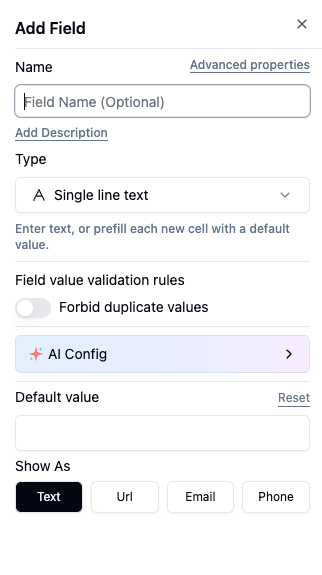 Add Field
Name
Advanced properties
Field Name (Optional)
Add Description
Type
Single line text
Enter text, or prefill each new cell with a default
value.
Field value validation rules
Forbid duplicate values
AI Config
Default value
Reset
Show As
Text
Url
Email
Phone